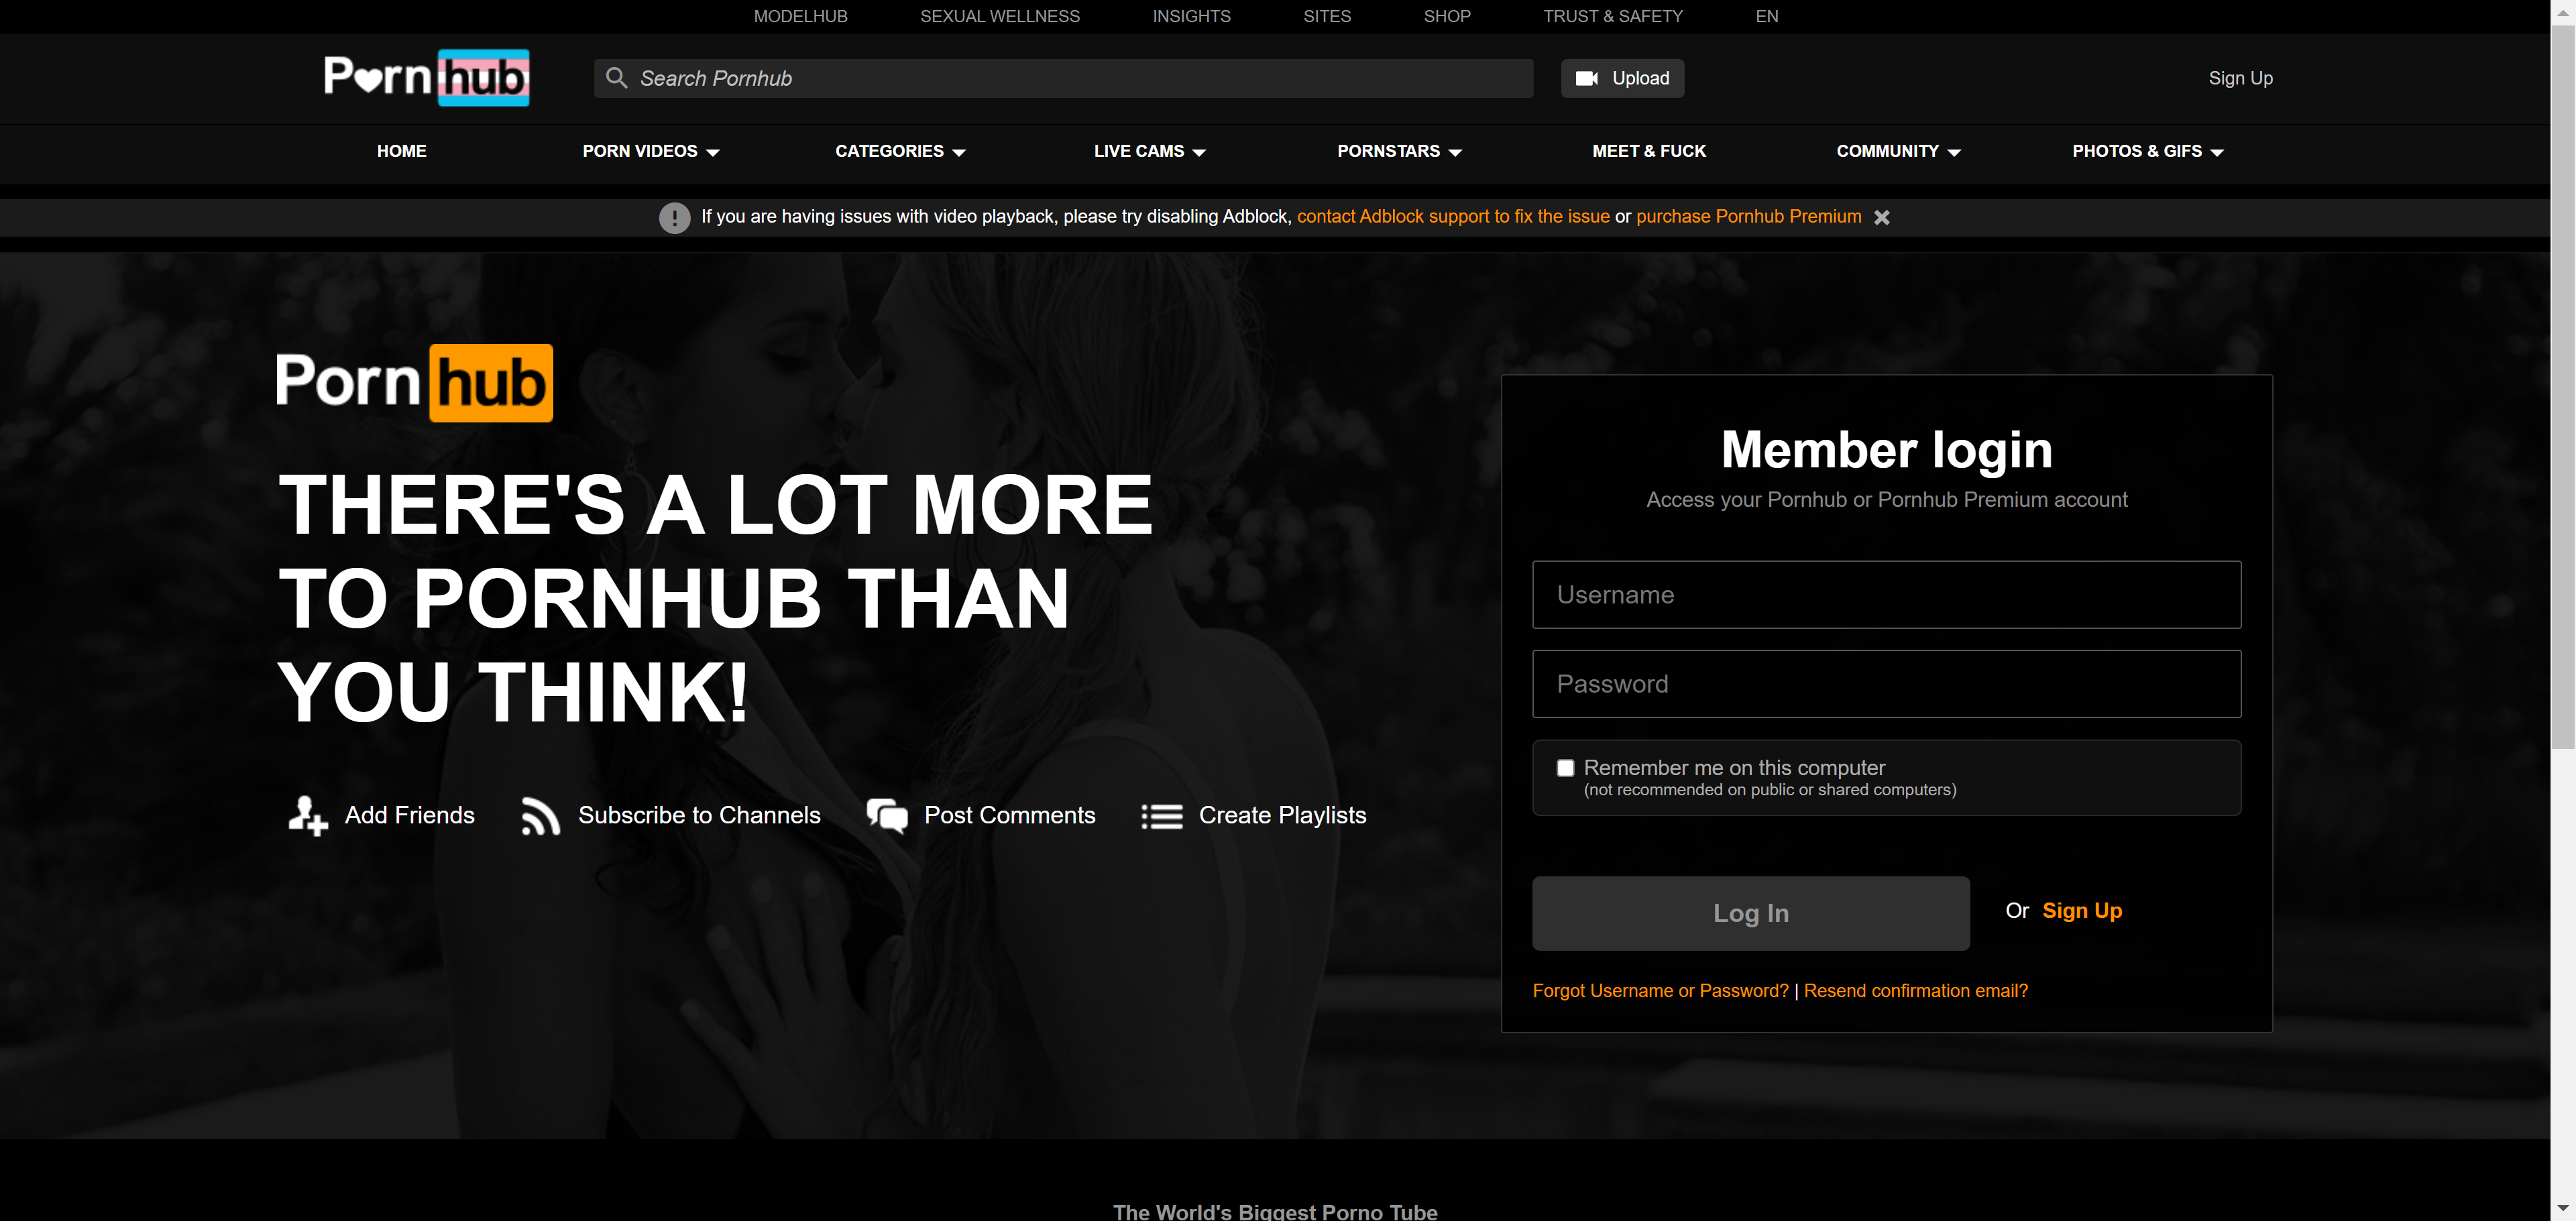 MODELHUB SEXUAL WELLNESS INSIGHTS SITES SHOP TRUST & SAFETY EN
Pornhub Search Pornhub Upload Sign Up
HOME PORN VIDEOS CATEGORIES LIVE CAMS PORNSTARS MEET & FUCK COMMUNITY PHOTOS & GIFS
If you are having issues with video playback, please try disabling Adblock, contact Adblock support to fix the issue or purchase Pornhub Premium
Porn hub
THERE'S A LOT MORE
TO PORNHUB THAN
YOU THINK!
Add Friends Subscribe to Channels Post Comments Create Playlists
Member login
Access your Pornhub or Pornhub Premium account
Username
Password
Remember me on this computer
(not recommended on public or shared computers)
Log In Or Sign Up
Forgot Username or Password? | Resend confirmation email?
The World's Biggest Porno Tube